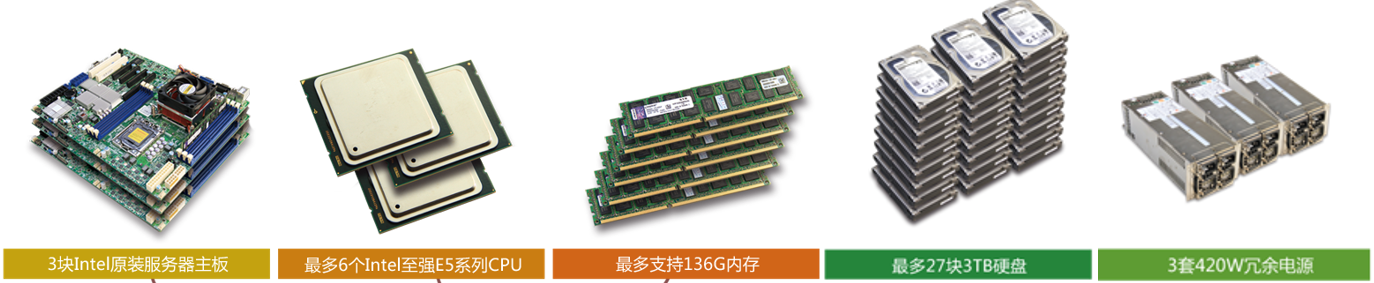 3块Intel原装服务器主板
最多6个Intel至强E5系列CPU
最多支持136G内存
最多27块3TB硬盘
3套420W冗余电源